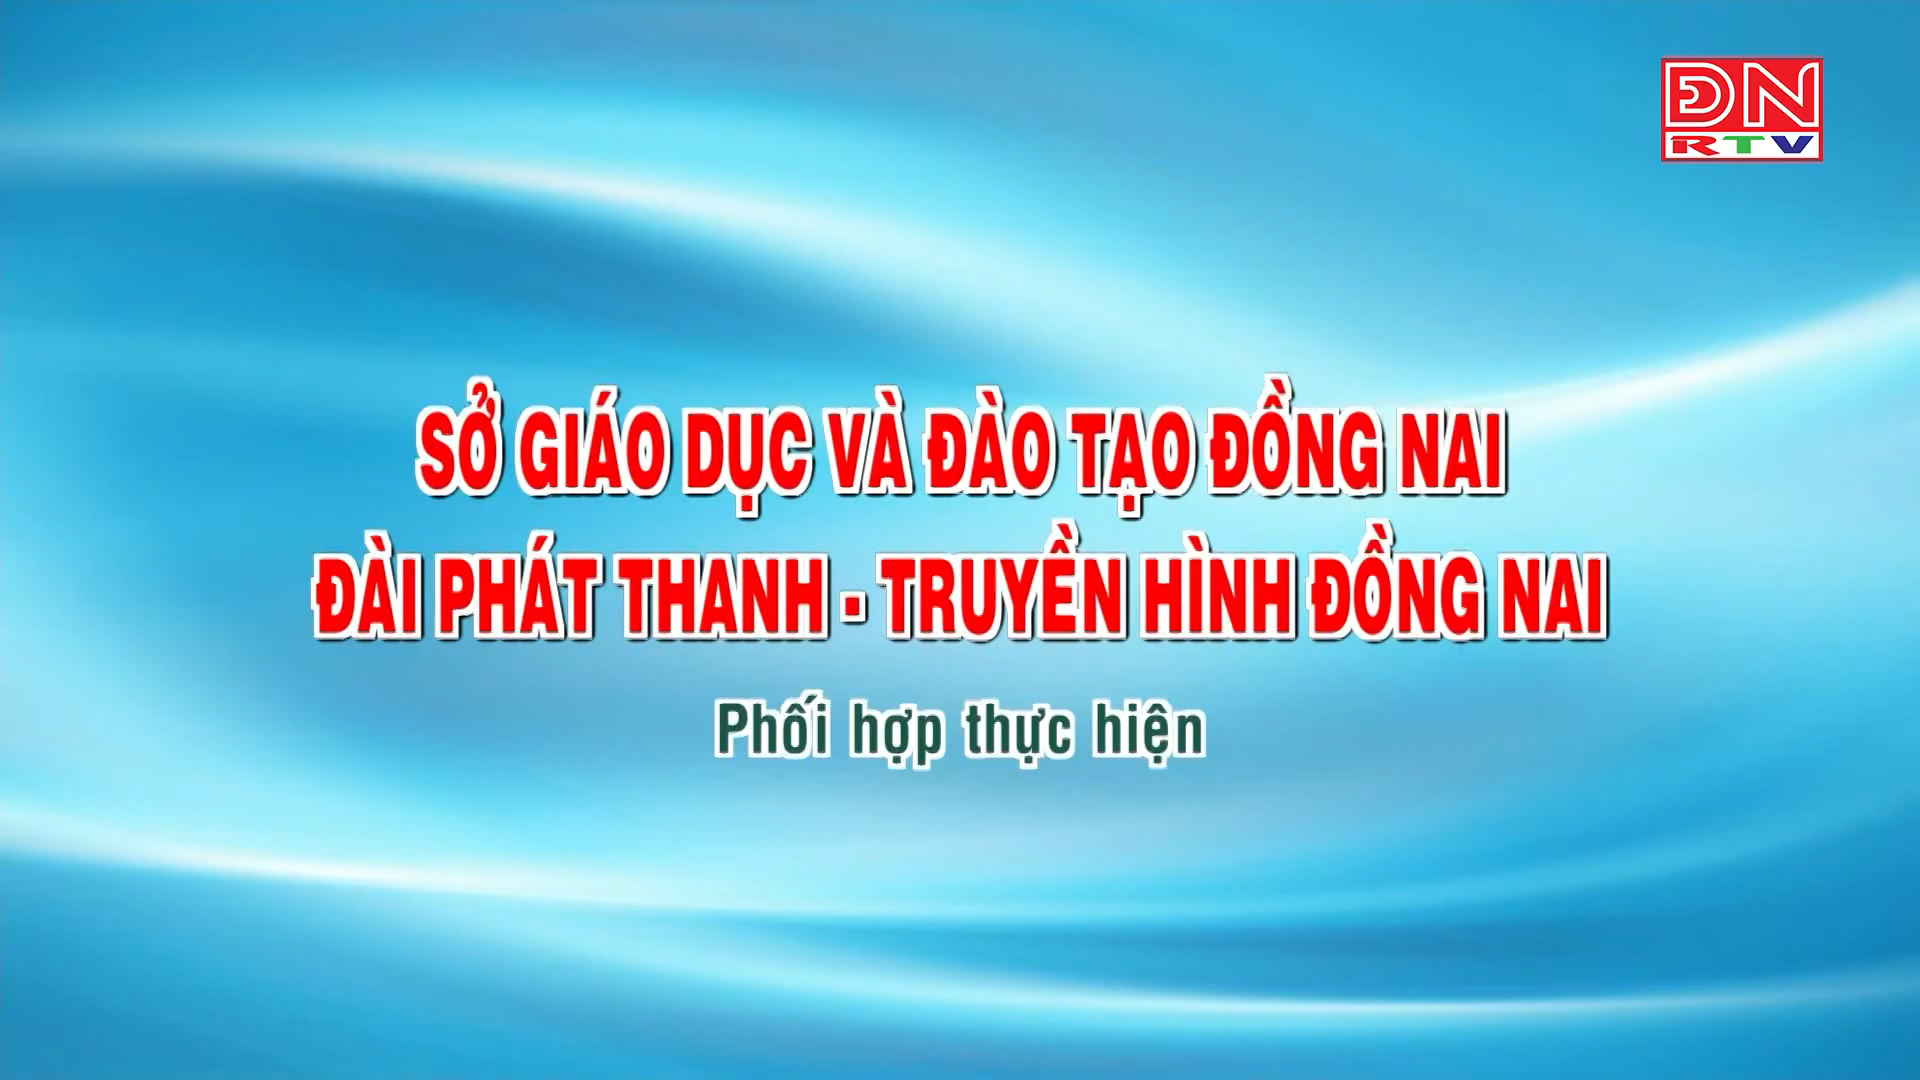 ĐN
RTV
SỞ GIÁO DỤC VÀ ĐÀO TẠO ĐỒNG NAI
ĐÀI PHÁT THANH - TRUYỀN HÌNH ĐỒNG NAI
Phối hợp thực hiện